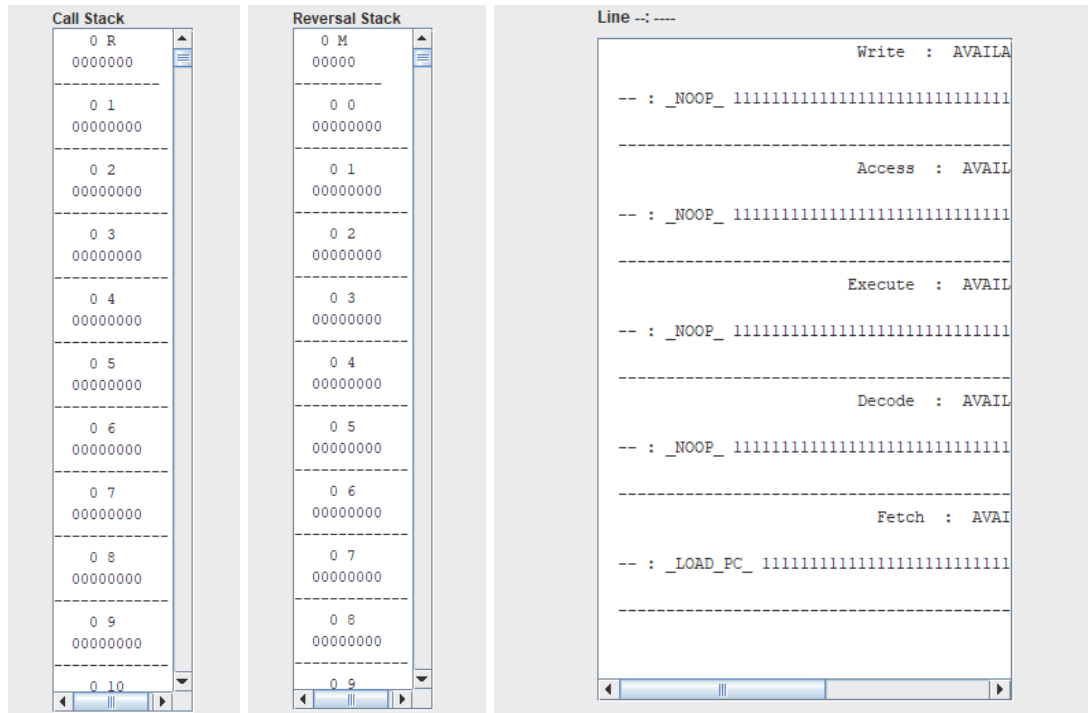 Call Stack
0 R
0000000
0 1
00000000
0 2
00000000
0 3
00000000
0 4
00000000
0 5
00000000
0 6
00000000
0 7
00000000
0 8
00000000
0 9
00000000
0 10
Reversal Stack
0 M
00000
0 0
00000000
0 1
00000000
0 2
00000000
0 3
00000000
0 4
00000000
0 5
00000000
0 6
00000000
0 7
00000000
0 8
00000000
0 9
Line --: ----
Write : AVAILA
-- : _NOOP_ 11111111111111111111111111111
Access : AVAIL
-- : _NOOP_ 11111111111111111111111111111
Execute : AVAIL
-- : _NOOP_ 11111111111111111111111111111
Decode : AVAIL
-- : _NOOP_ 11111111111111111111111111111
Fetch : AVAI
-- : _LOAD_PC_ 11111111111111111111111111